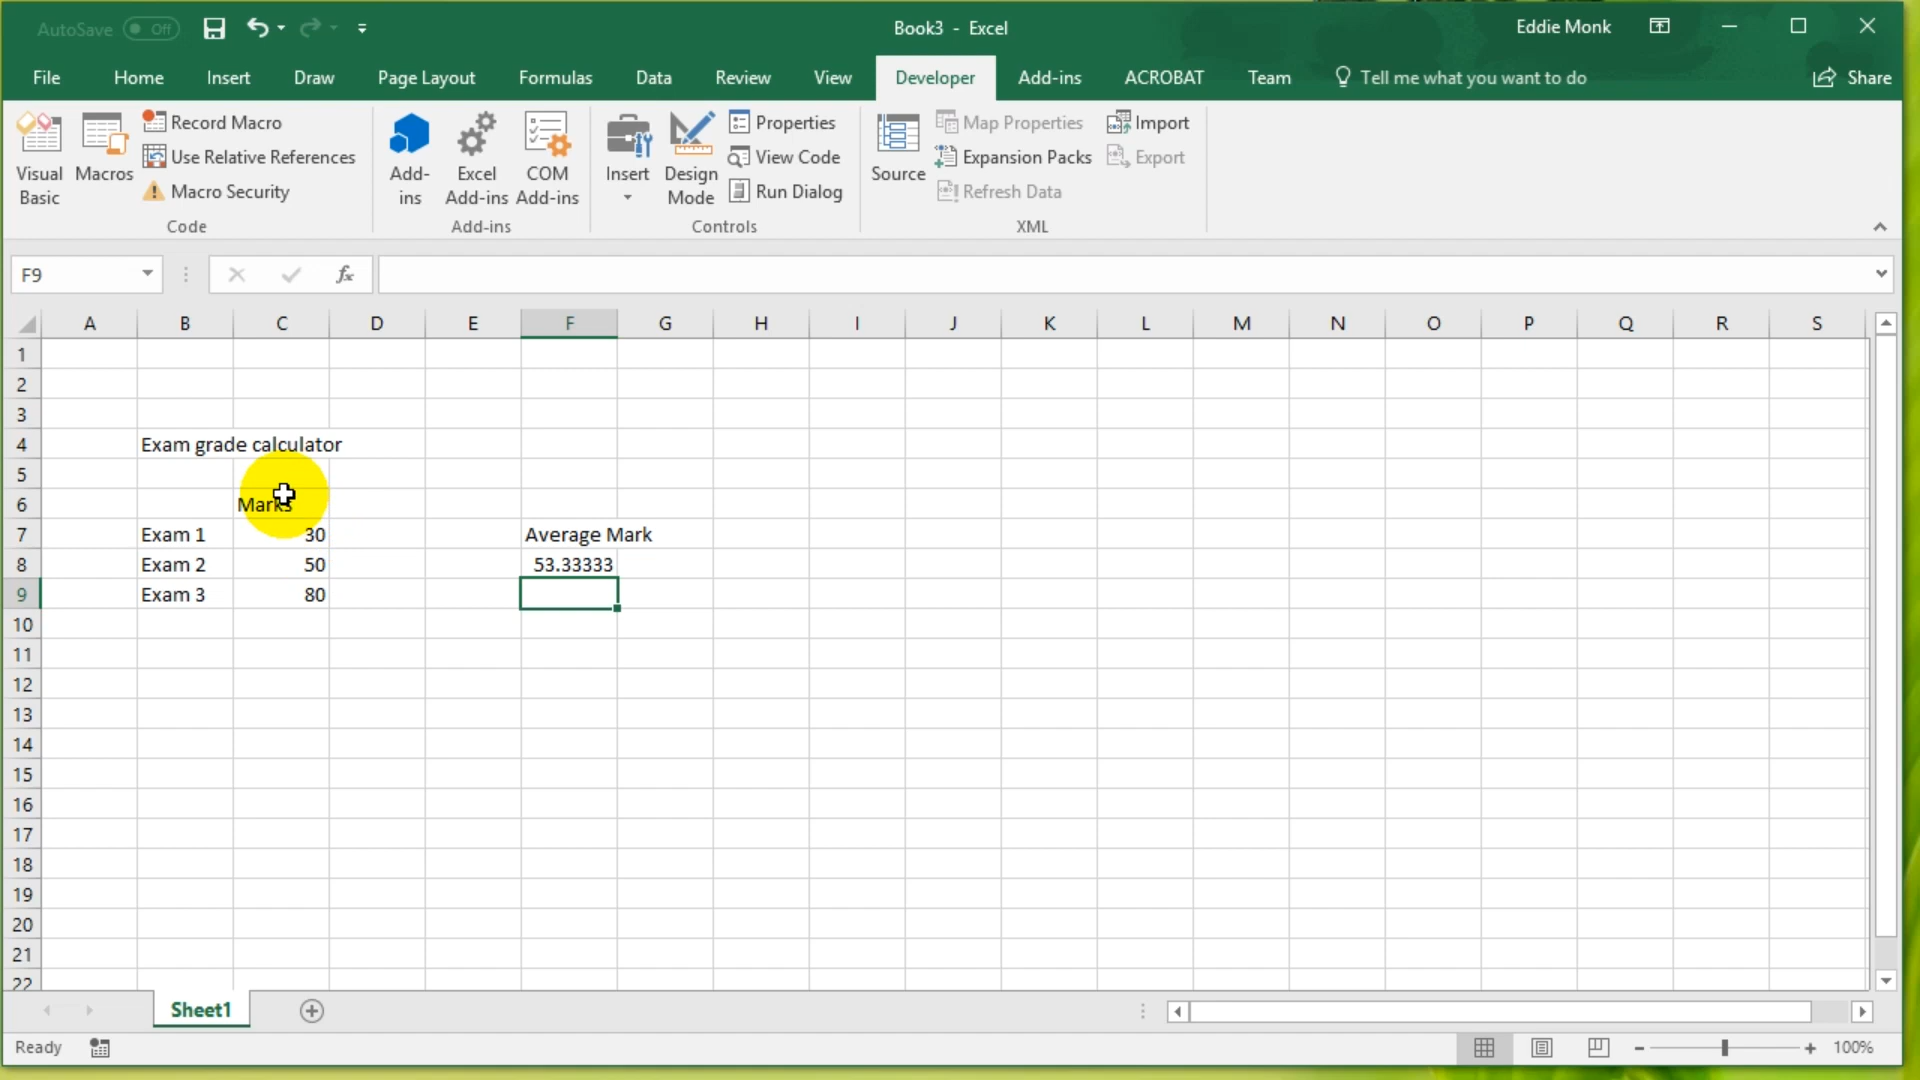 AutoSave Off
Book3 - Excel
Eddie Monk
File Home Insert Draw Page Layout Formulas Data Review View Developer Add-ins ACROBAT Team Tell me what you want to do Share
Visual Basic
Macros
Record Macro
Use Relative References
Macro Security
Code
Add-ins
Excel Add-ins
COM Add-ins
Add-ins
Insert
Design Mode
Properties
View Code
Run Dialog
Controls
Source
Map Properties
Expansion Packs
Refresh Data
Import
Export
XML
F9
fx
A B C D E F G H I J K L M N O P Q R S
1
2
3
4 Exam grade calculator
5
6 Marks
7 Exam 1 30 Average Mark
8 Exam 2 50 53.33333
9 Exam 3 80
10
11
12
13
14
15
16
17
18
19
20
21
22
Sheet1
Ready
100%